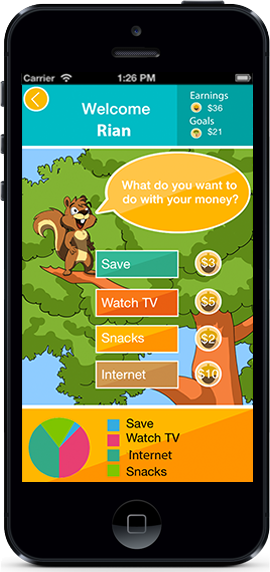 Carrier 1:26 PM
Welcome
Rian
Earnings
$36
Goals
$21
What do you want to
do with your money?
Save $3
Watch TV $5
Snacks $2
Internet $16
Save
Watch TV
Internet
Snacks